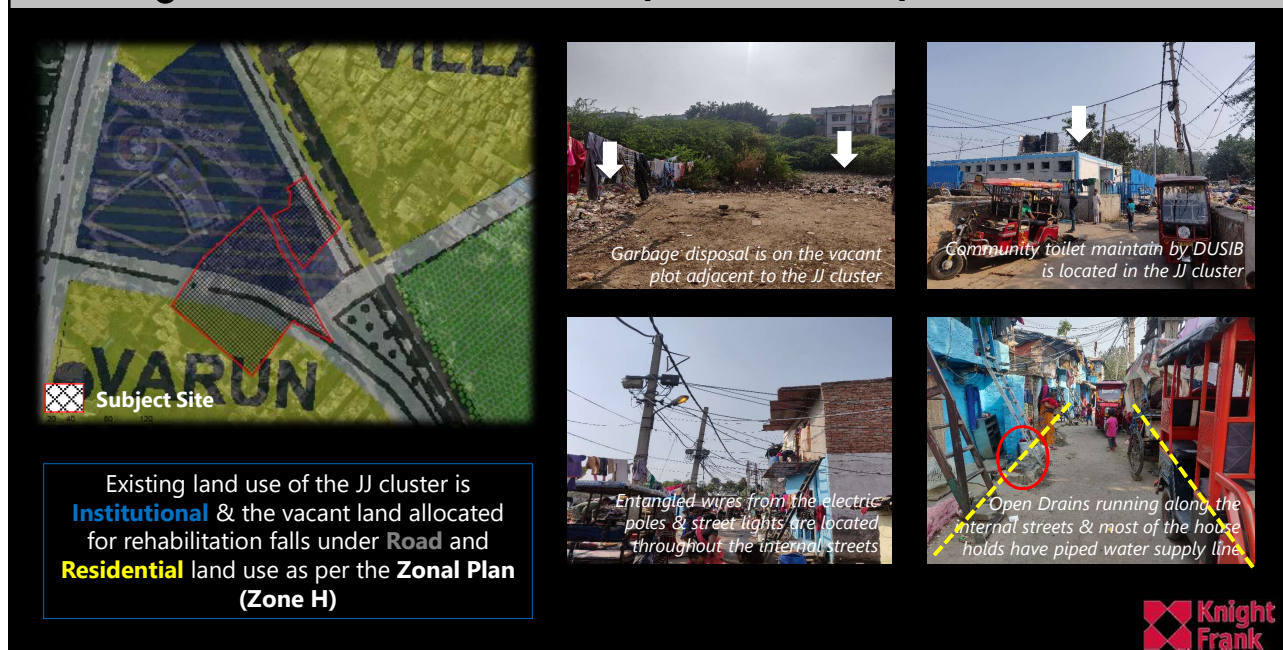 VILLA
VARUN
Subject Site
Existing land use of the JJ cluster is
Institutional & the vacant land allocated
for rehabilitation falls under Road and
Residential land use as per the Zonal Plan
(Zone H)
Garbage disposal is on the vacant
plot adjacent to the JJ cluster
Community toilet maintain by DUSIB
is located in the JJ cluster
Entangled wires from the electric
poles & street lights are located
throughout the internal streets
Open Drains running along the
internal streets & most of the house
holds have piped water supply line
Knight
Frank